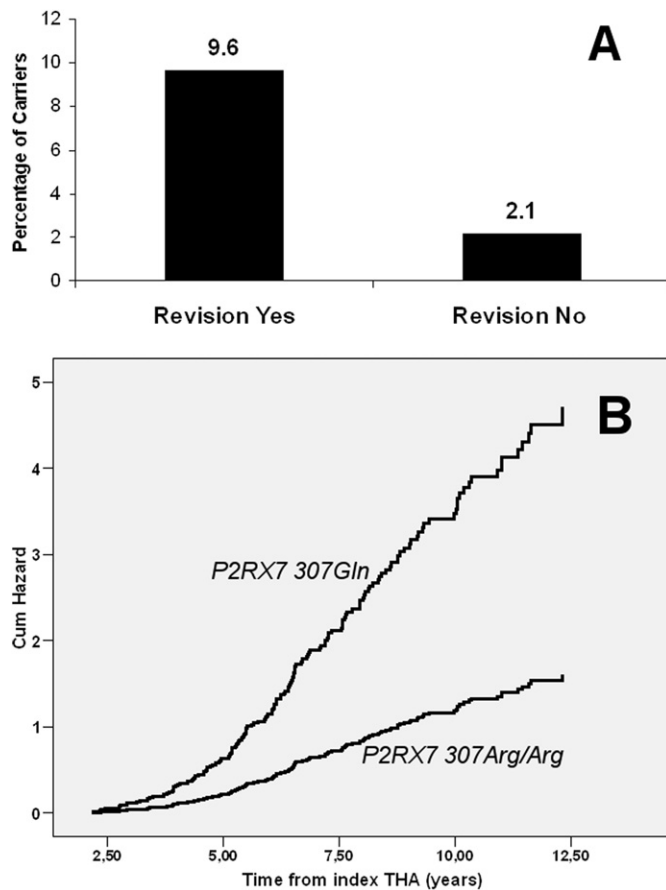 A
Percentage of Carriers
12
10
8
6
4
2
0
9.6
2.1
Revision Yes
Revision No
B
Cum Hazard
5
4
3
2
1
0
P2RX7 307Gln
P2RX7 307Arg/Arg
2,50
5,00
7,50
10,00
12,50
Time from index THA (years)